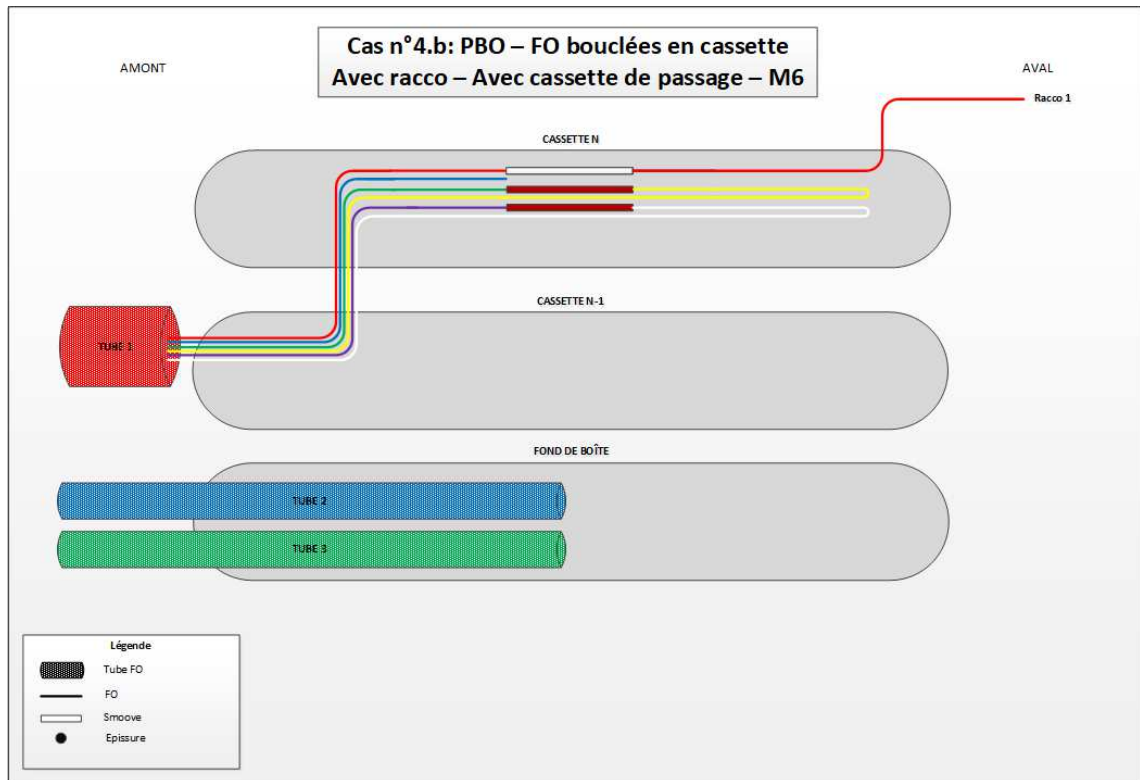 Cas n°4.b: PBO – FO bouclées en cassette
Avec racco – Avec cassette de passage – M6
AMONT
AVAL
Racco 1
CASSETTE N
CASSETTE N-1
TUBE 1
FOND DE BOÎTE
TUBE 2
TUBE 3
Légende
Tube FO
FO
Smoove
Epissure